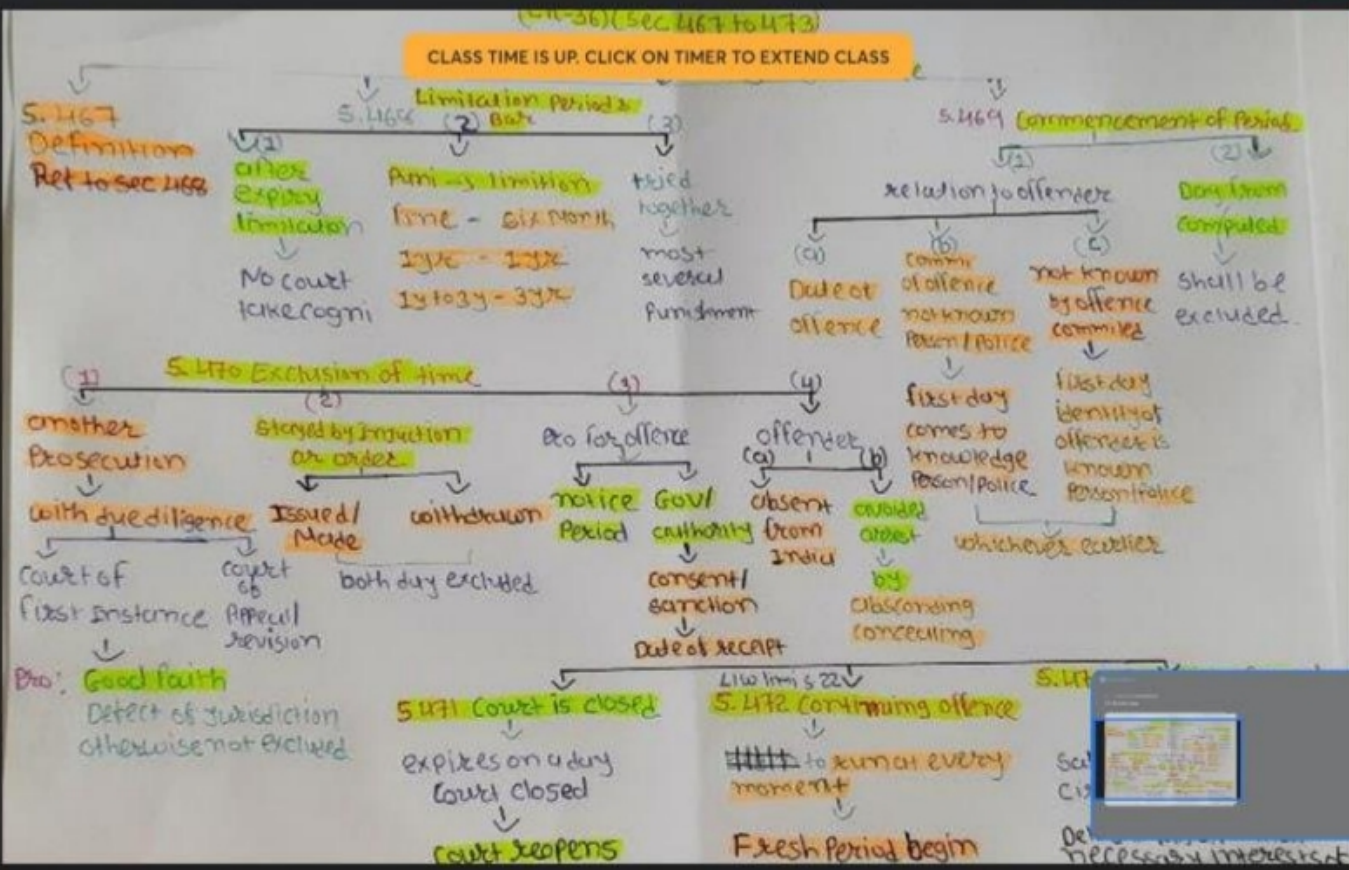 (Ch-36) (Sec 467 to 473)
CLASS TIME IS UP. CLICK ON TIMER TO EXTEND CLASS
S. 467
Definition
Ret to sec 468
S.468
Limitation Periods
Bar
(1)
after
expiry
limitation
No court
take cogni
(2)
limition
Fine - Six Month
1yr - 1yr
1y to 3y - 3yr
(3)
tried
together
most
several
Punishment
S.469 Commencement of Period
(1)
relation to offender
(a)
Date of
offence
(b)
commi
of offence
not known
Person/Police
first day
comes to
knowledge
Person/Police
(c)
not known
by offence
commited
first day
identity of
offender is
known
Person/Police
whichever earlier
(2)
Day from
computed
shall be
excluded.
S. 470 Exclusion of time
(1)
another
Prosecution
with due diligence
court of
first Instance
court
of
Appeal/
revision
Pro: Good faith
Defect of Jurisdiction
otherwise not excluded
(2)
Stayed by Injuction
or order
Issued/
Made
withdrawn
both day excluded
(3)
Pro for offence
notice
Period
Gov/
authority
consent/
sanction
Date of receipt
(4)
offender
(a)
absent
from
India
(b)
avoided
arrest
by
absconding
concealing
S 471 Court is closed
expires on a day
Court closed
Court reopens
S. 472 Continuing offence
to run at every
moment
Fresh Period begin
S. 47
necessary interests of